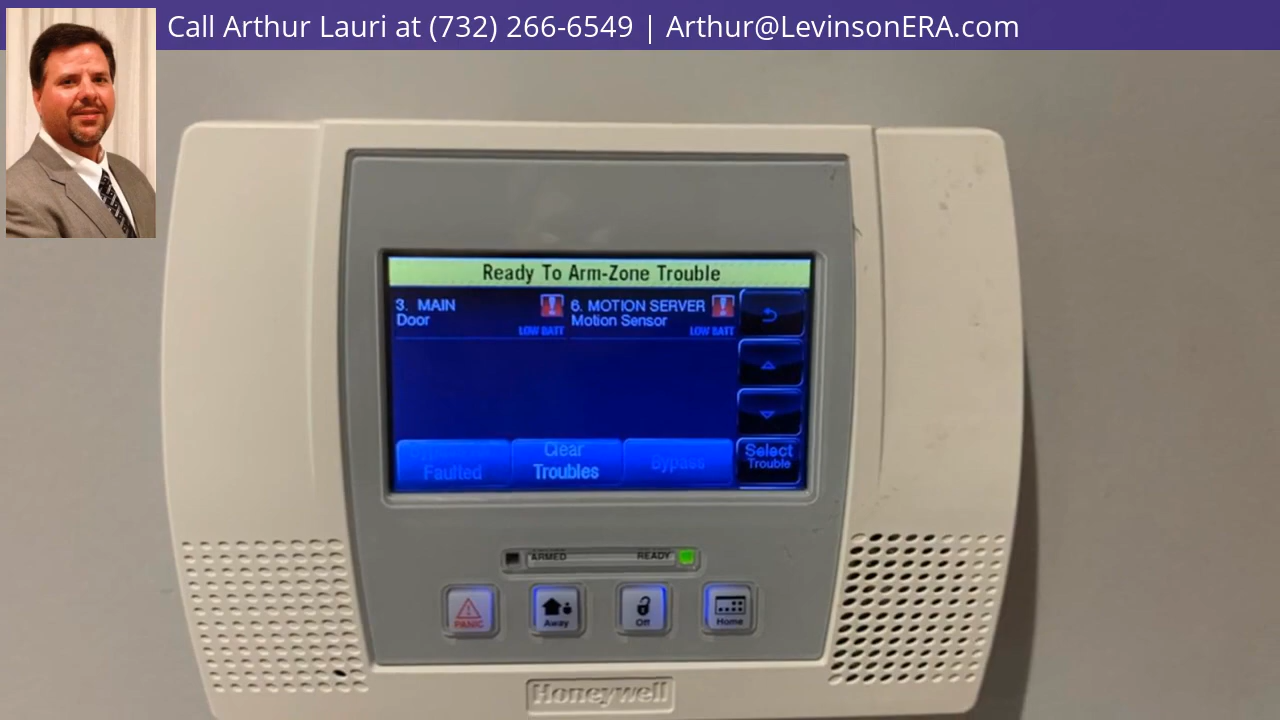 Call Arthur Lauri at (732) 266-6549 | Arthur@LevinsonERA.com
Ready To Arm-Zone Trouble
3. MAIN
Door
LOW BATT
6. MOTION SERVER
Motion Sensor
LOW BATT
Faulted
Clear
Troubles
Bypass
Select
Trouble
ARMED
READY
PANIC
Away
Off
Home
Honeywell